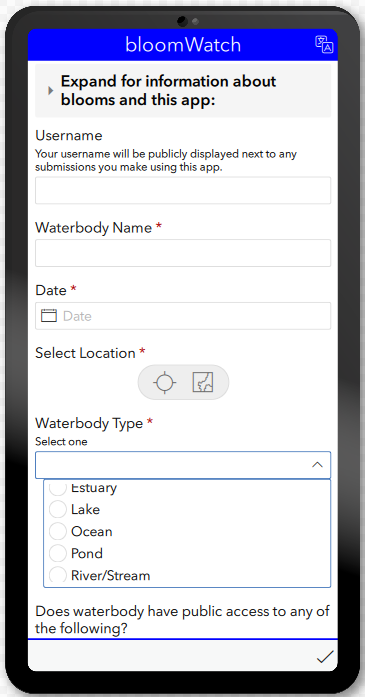 bloomWatch
Expand for information about
blooms and this app:
Username
Your username will be publicly displayed next to any
submissions you make using this app.
Waterbody Name *
Date *
Date
Select Location *
Waterbody Type *
Select one
Estuary
Lake
Ocean
Pond
River/Stream
Does waterbody have public access to any of
the following?